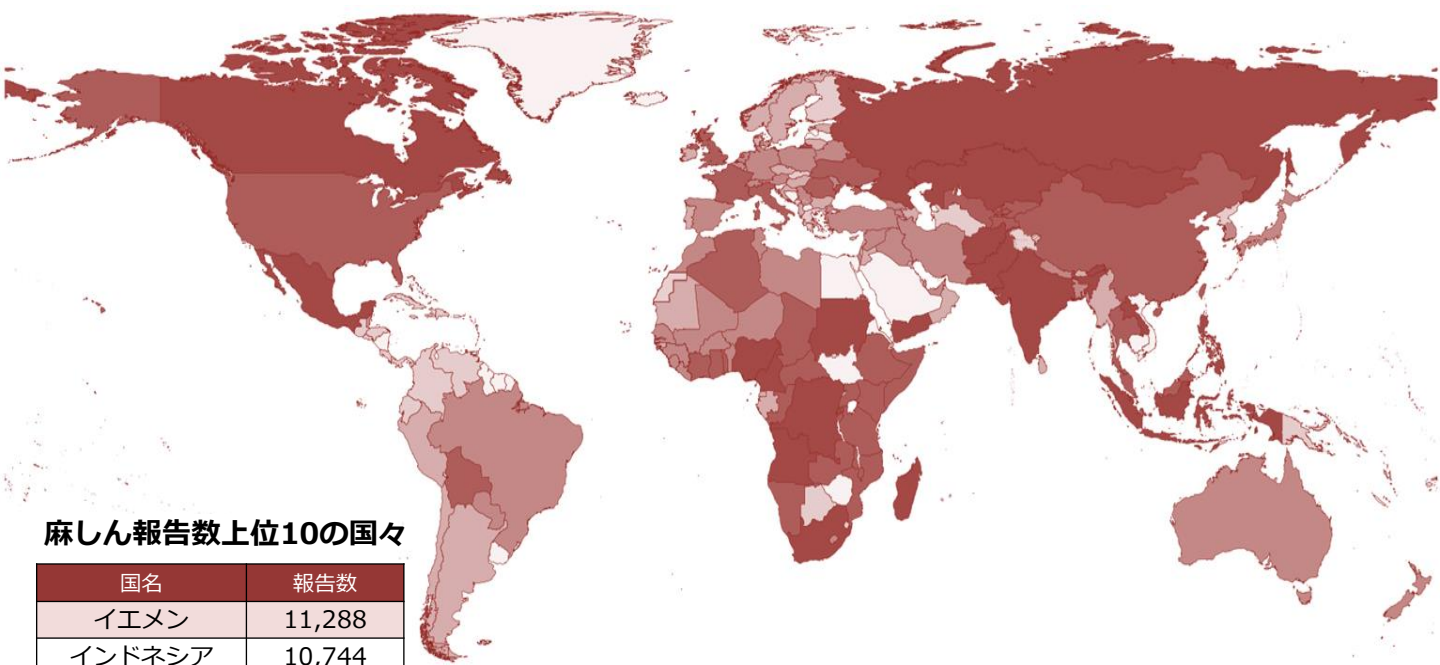 麻しん報告数上位10の国々
国名 報告数
イエメン 11,288
インドネシア 10,744